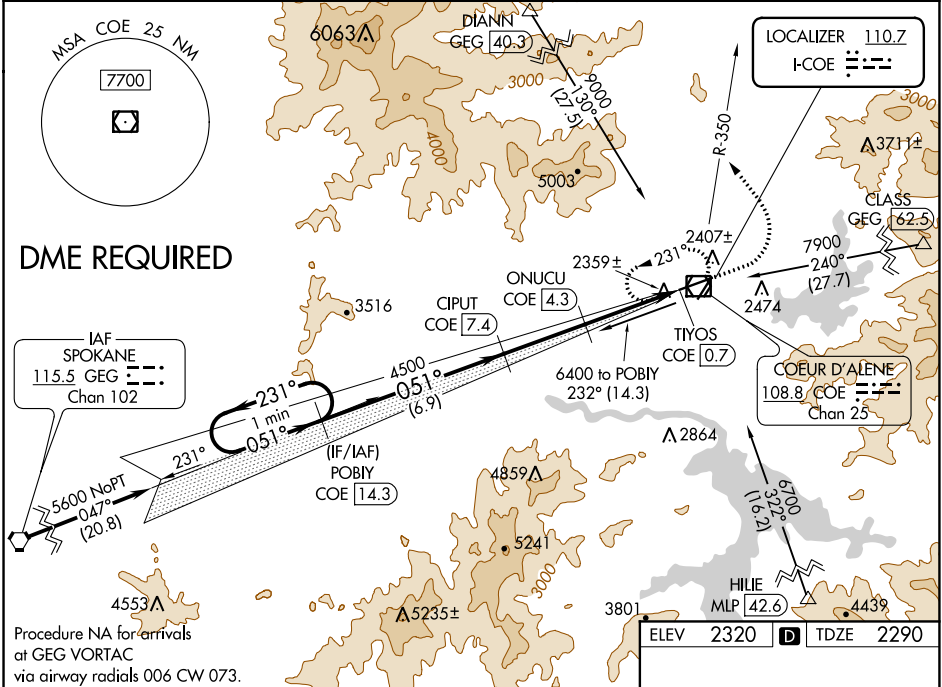 MSA COE 25 NM
7700
6063
DIANN
GEG 40.3
9000
130°
(27.5)
3000
4000
5003
LOCALIZER 110.7
I-COE
R-350
3000
3711±
CLASS
GEG 62.5
7900
240°
(27.7)
DME REQUIRED
3516
2359±
231°
2407±
2474
ONUCU
COE 4.3
CIPUT
COE 7.4
TIYOS
COE 0.7
IAF
SPOKANE
115.5 GEG
Chan 102
4500
051°
(6.9)
6400 to POBIY
232° (14.3)
COEUR D'ALENE
108.8 COE
Chan 25
231°
1 min
051°
231°
(IF/IAF)
POBIY
COE 14.3
2864
5600 NoPT
047°
(20.8)
4859
5241
3000
6700
322°
(16.2)
HILIE
MLP 42.6
4553
5235±
3801
4439
Procedure NA for arrivals
at GEG VORTAC
via airway radials 006 CW 073.
ELEV 2320 D TDZE 2290